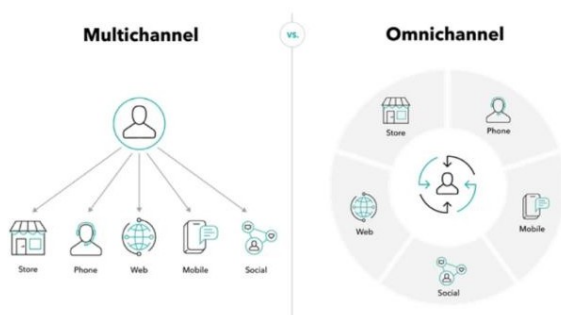 Multichannel
vs.
Omnichannel
Store
Phone
Web
Mobile
Social
Store
Phone
Web
Mobile
Social